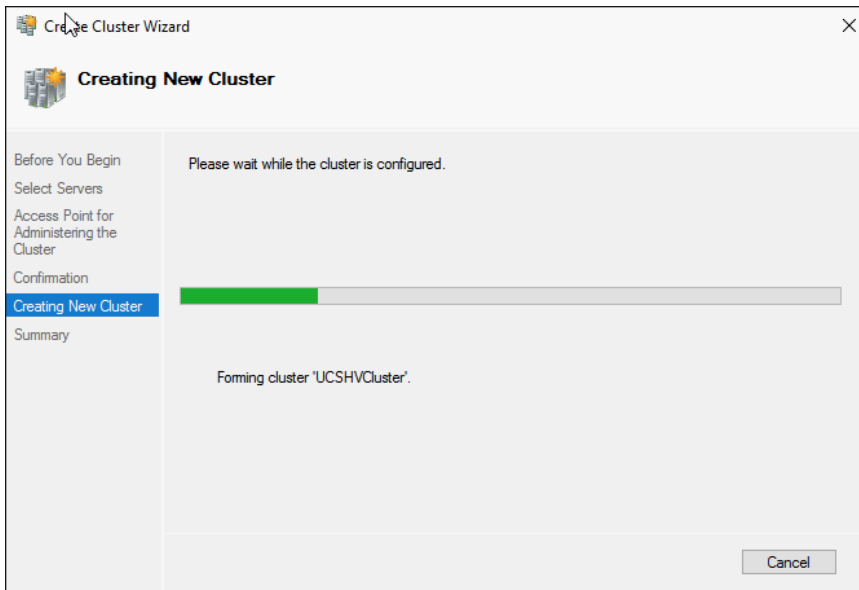 Create Cluster Wizard
Creating New Cluster
Before You Begin
Select Servers
Access Point for
Administering the
Cluster
Confirmation
Creating New Cluster
Summary
Please wait while the cluster is configured.
Forming cluster 'UCSHVCluster'.
Cancel